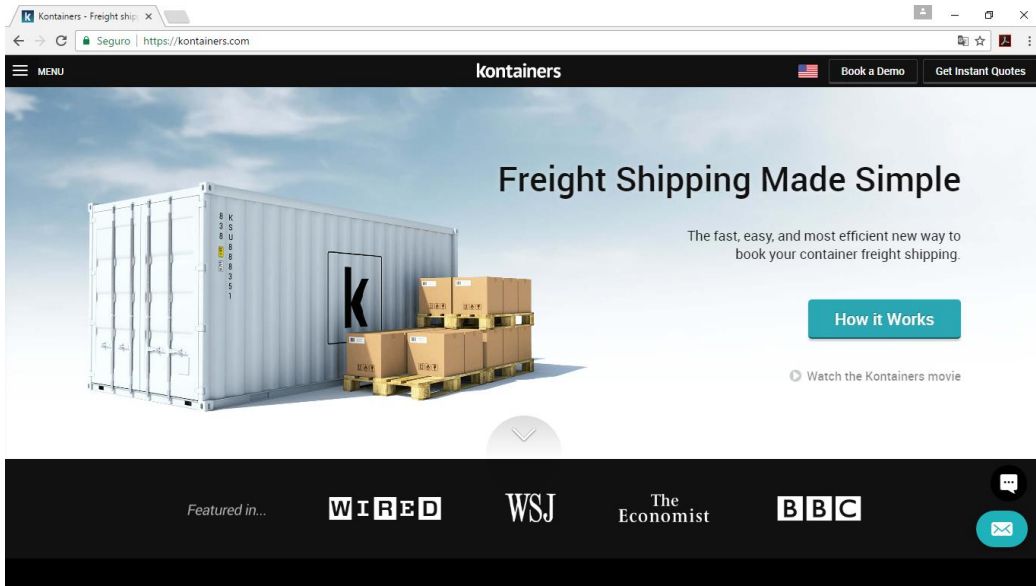 Kontainers - Freight ship
Seguro | https://kontainers.com
MENU
kontainers
Book a Demo
Get Instant Quotes
Freight Shipping Made Simple
The fast, easy, and most efficient new way to
book your container freight shipping.
How it Works
Watch the Kontainers movie
k
Featured in...
WIRED
WSJ
The
Economist
BBC